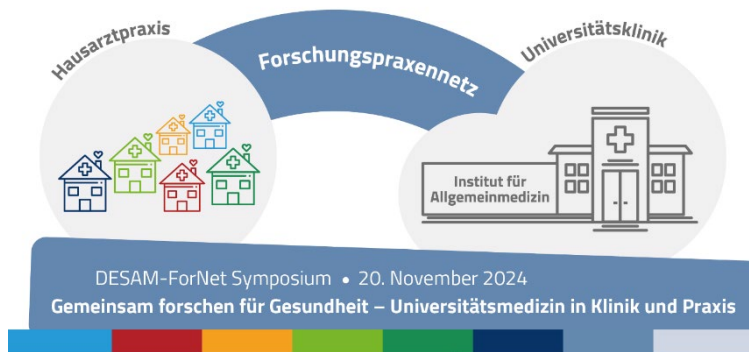 Hausarztpraxis
Forschungspraxennetz
Universitätsklinik
Institut für
Allgemeinmedizin
DESAM-ForNet Symposium • 20. November 2024
Gemeinsam forschen für Gesundheit – Universitätsmedizin in Klinik und Praxis